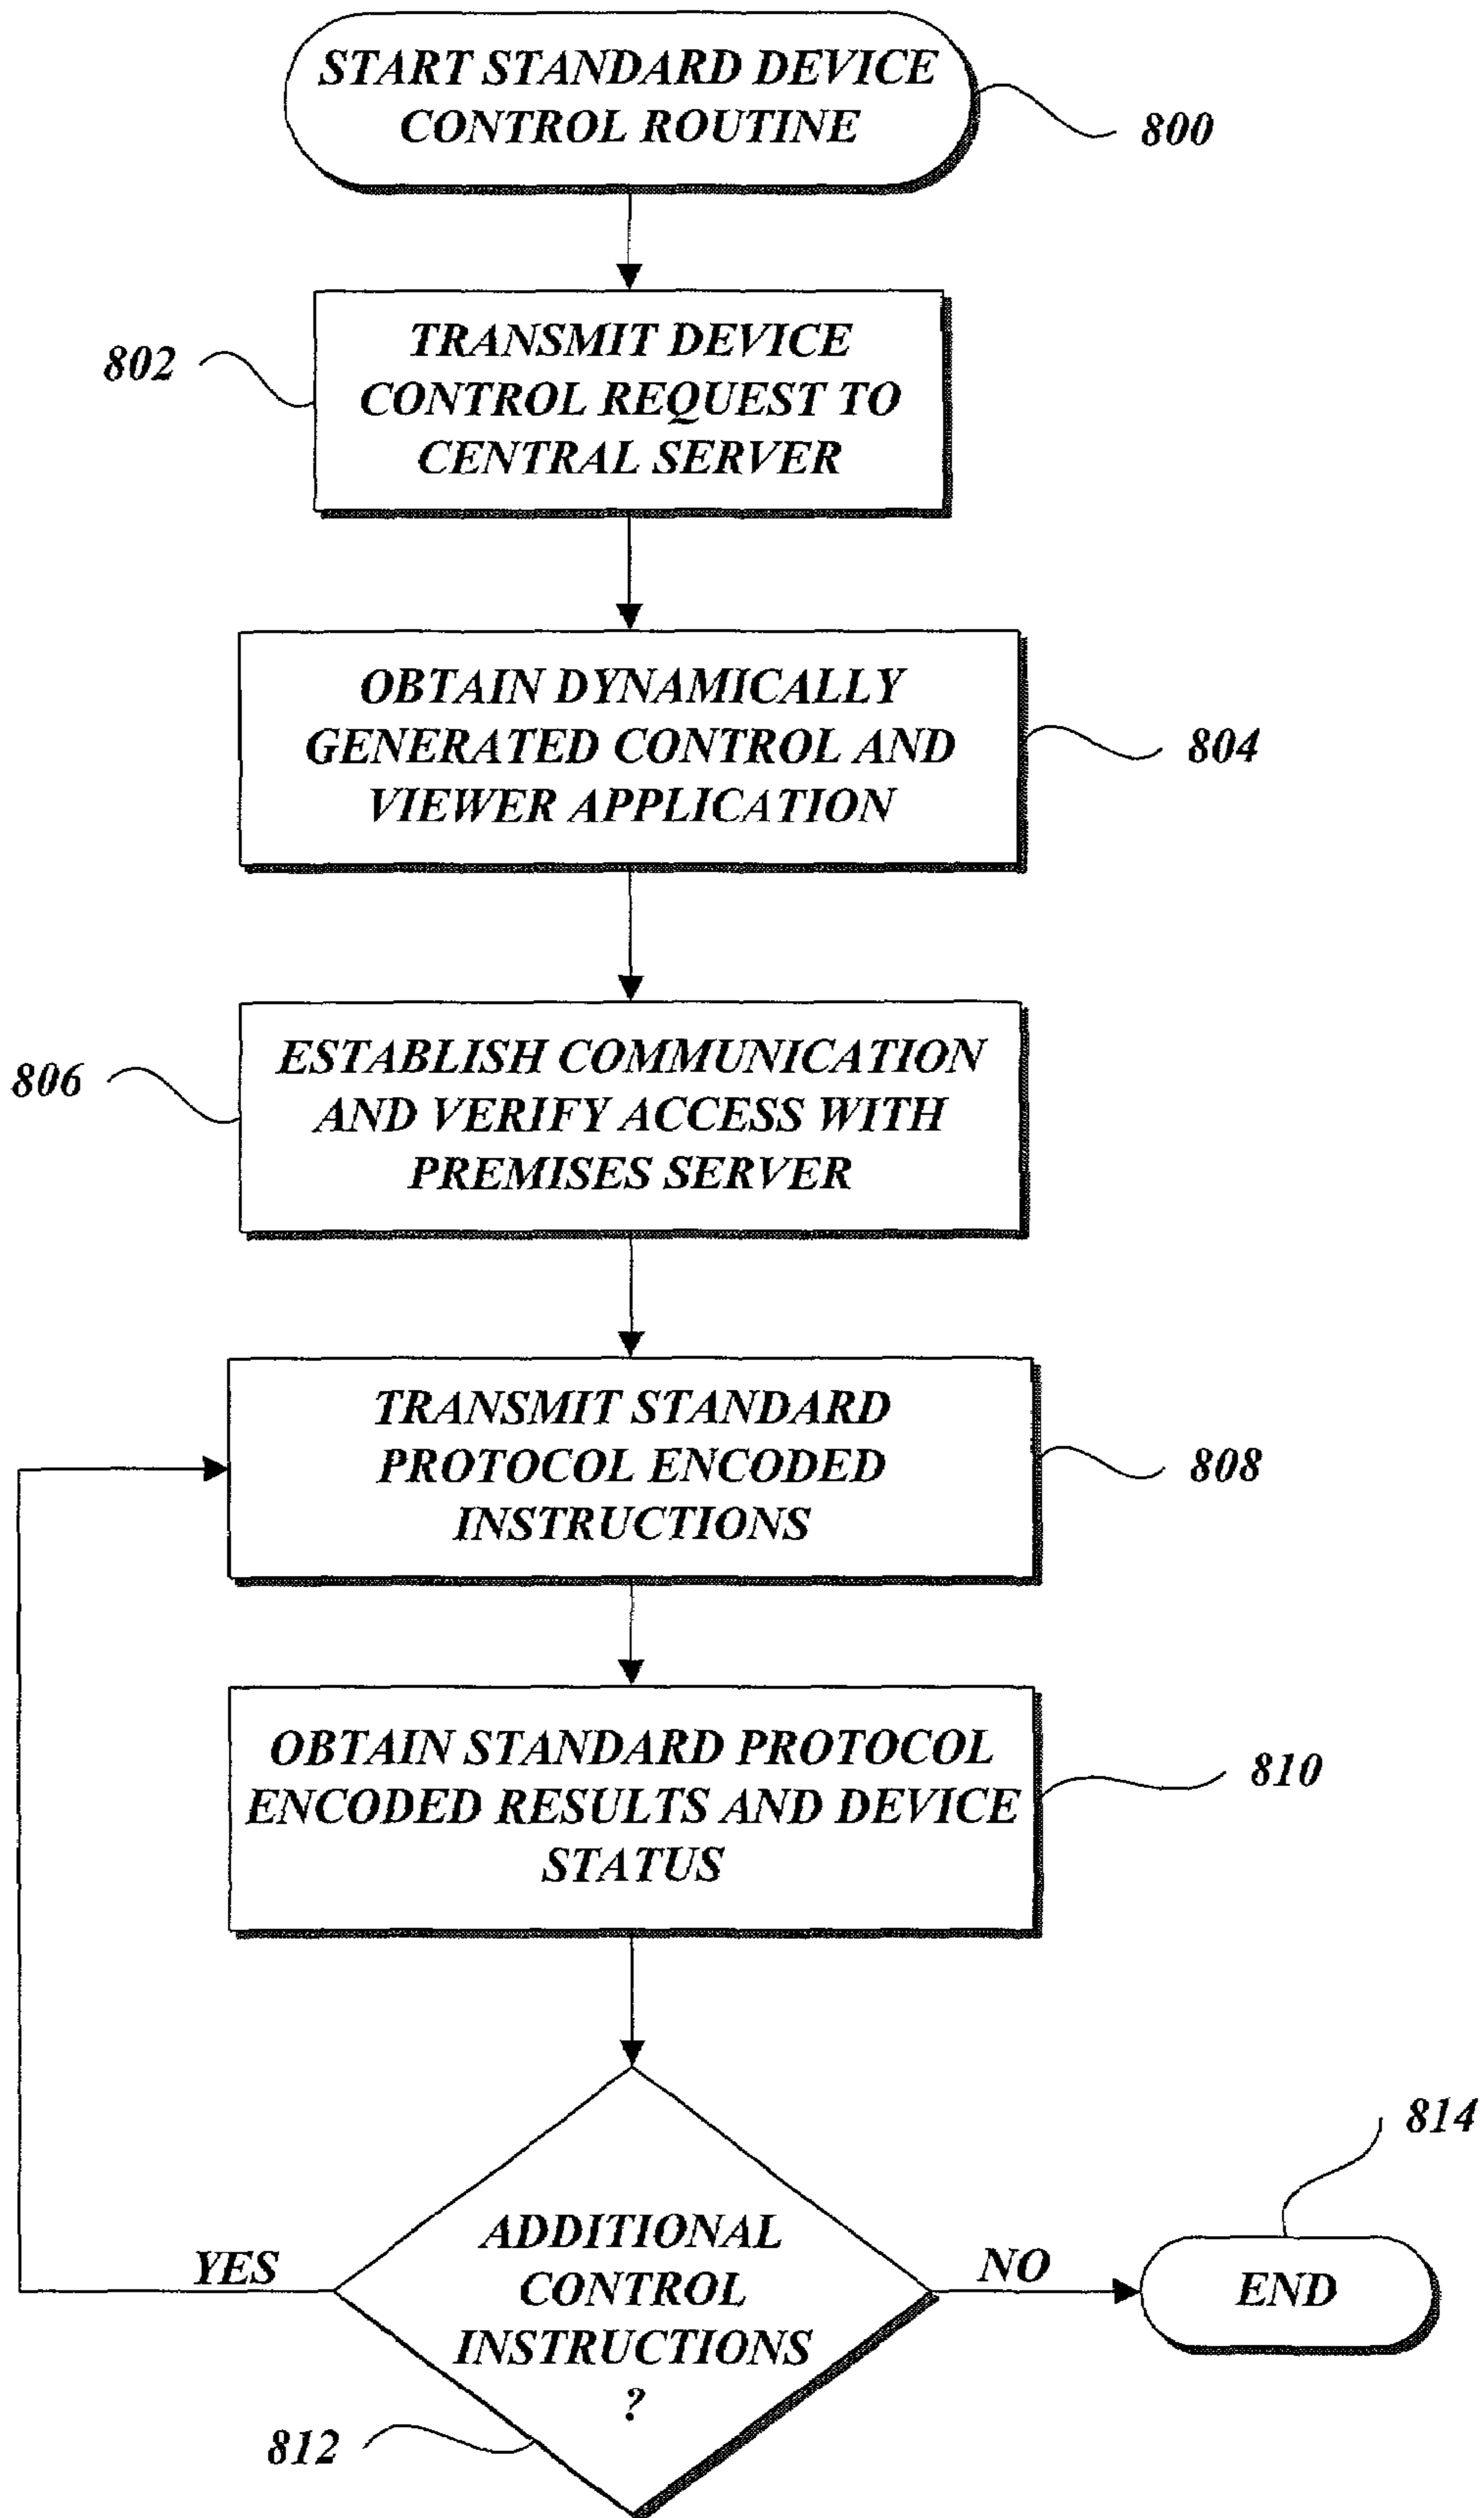 START STANDARD DEVICE
CONTROL ROUTINE
800
802
TRANSMIT DEVICE
CONTROL REQUEST TO
CENTRAL SERVER
OBTAIN DYNAMICALLY
GENERATED CONTROL AND
VIEWER APPLICATION
804
806
ESTABLISH COMMUNICATION
AND VERIFY ACCESS WITH
PREMISES SERVER
TRANSMIT STANDARD
PROTOCOL ENCODED
INSTRUCTIONS
808
OBTAIN STANDARD PROTOCOL
ENCODED RESULTS AND DEVICE
STATUS
810
814
YES
ADDITIONAL
CONTROL
INSTRUCTIONS
?
NO
END
812